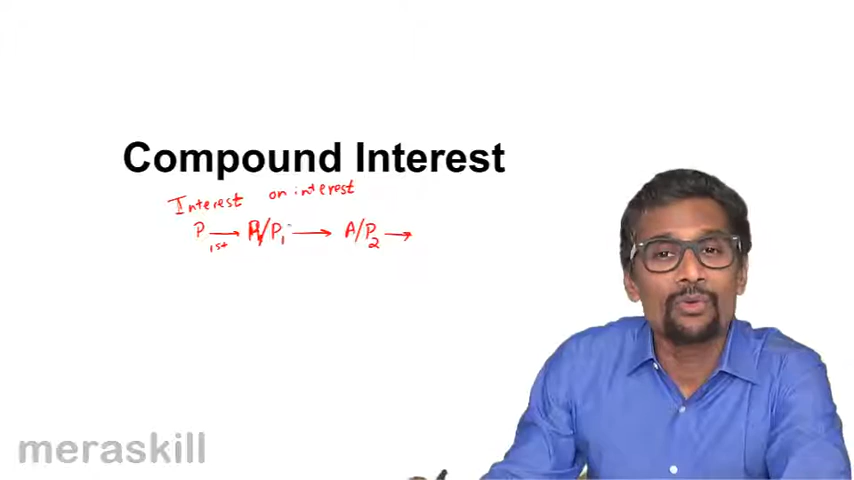 Compound Interest
Interest on interest
P → A/P1 → A/P2 →
1st
meraskill